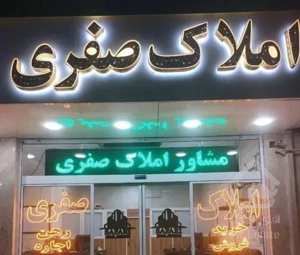 املاک صفری
مشاور املاک صفری
املاک
خرید
فروش
صفری
رهن
اجاره